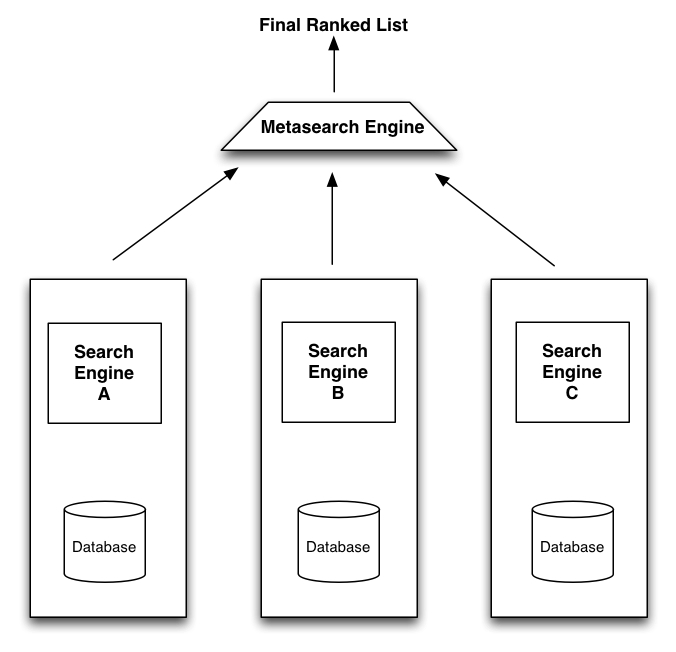 Final Ranked List
Metasearch Engine
Search
Engine
A
Search
Engine
B
Search
Engine
C
Database
Database
Database